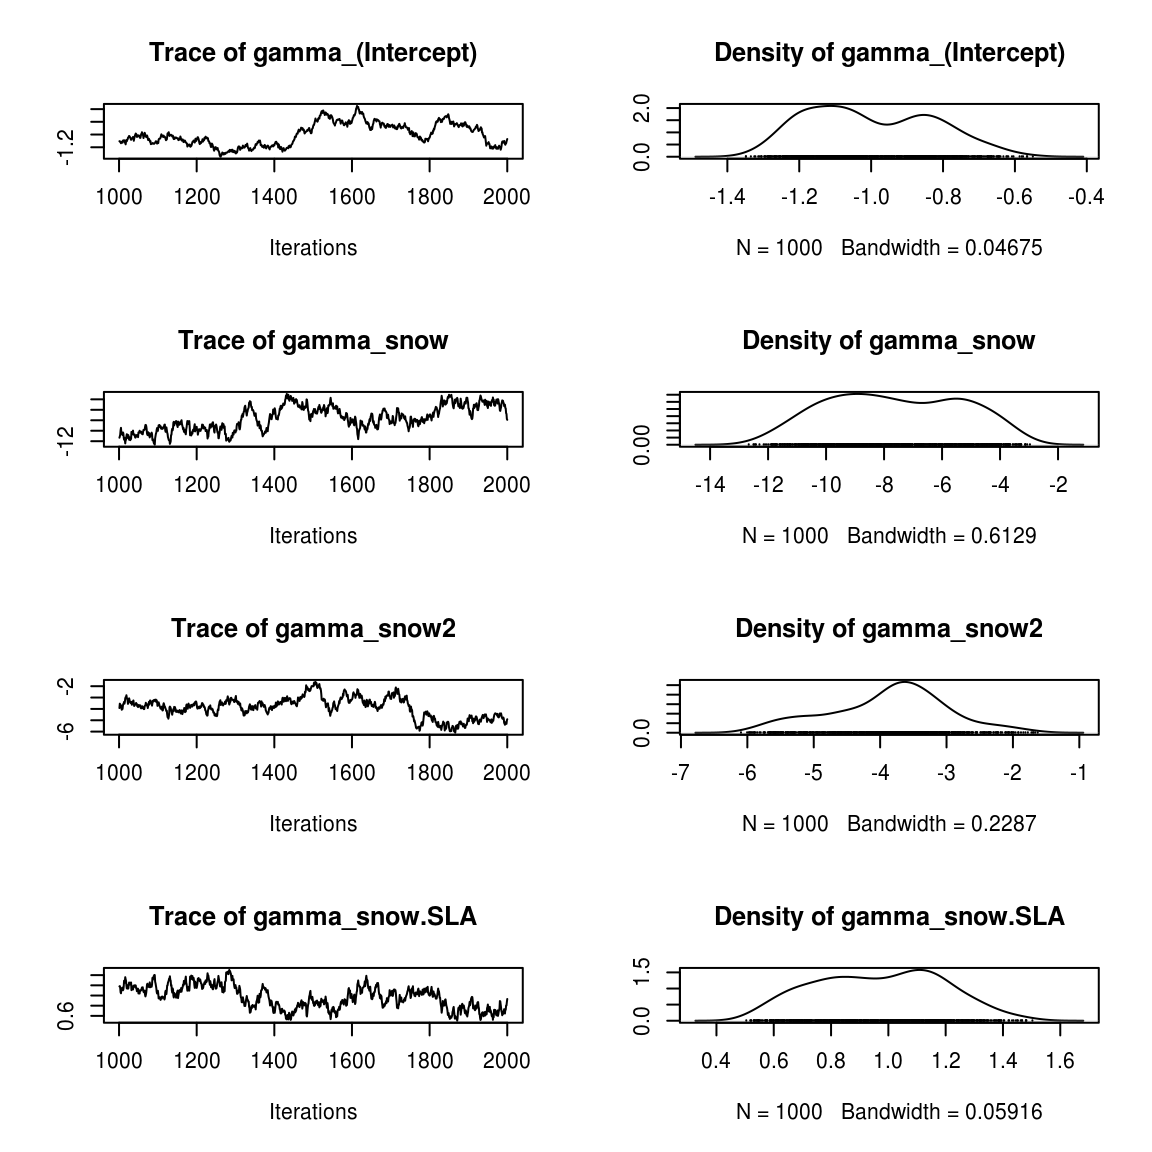 Trace of gamma_(Intercept)
-1.2
1000 1200 1400 1600 1800 2000
Iterations
Density of gamma_(Intercept)
0.0 2.0
-1.4 -1.2 -1.0 -0.8 -0.6 -0.4
N = 1000 Bandwidth = 0.04675
Trace of gamma_snow
-12
1000 1200 1400 1600 1800 2000
Iterations
Density of gamma_snow
0.00
-14 -12 -10 -8 -6 -4 -2
N = 1000 Bandwidth = 0.6129
Trace of gamma_snow2
-6 -2
1000 1200 1400 1600 1800 2000
Iterations
Density of gamma_snow2
0.0
-7 -6 -5 -4 -3 -2 -1
N = 1000 Bandwidth = 0.2287
Trace of gamma_snow.SLA
0.6
1000 1200 1400 1600 1800 2000
Iterations
Density of gamma_snow.SLA
0.0 1.5
0.4 0.6 0.8 1.0 1.2 1.4 1.6
N = 1000 Bandwidth = 0.05916